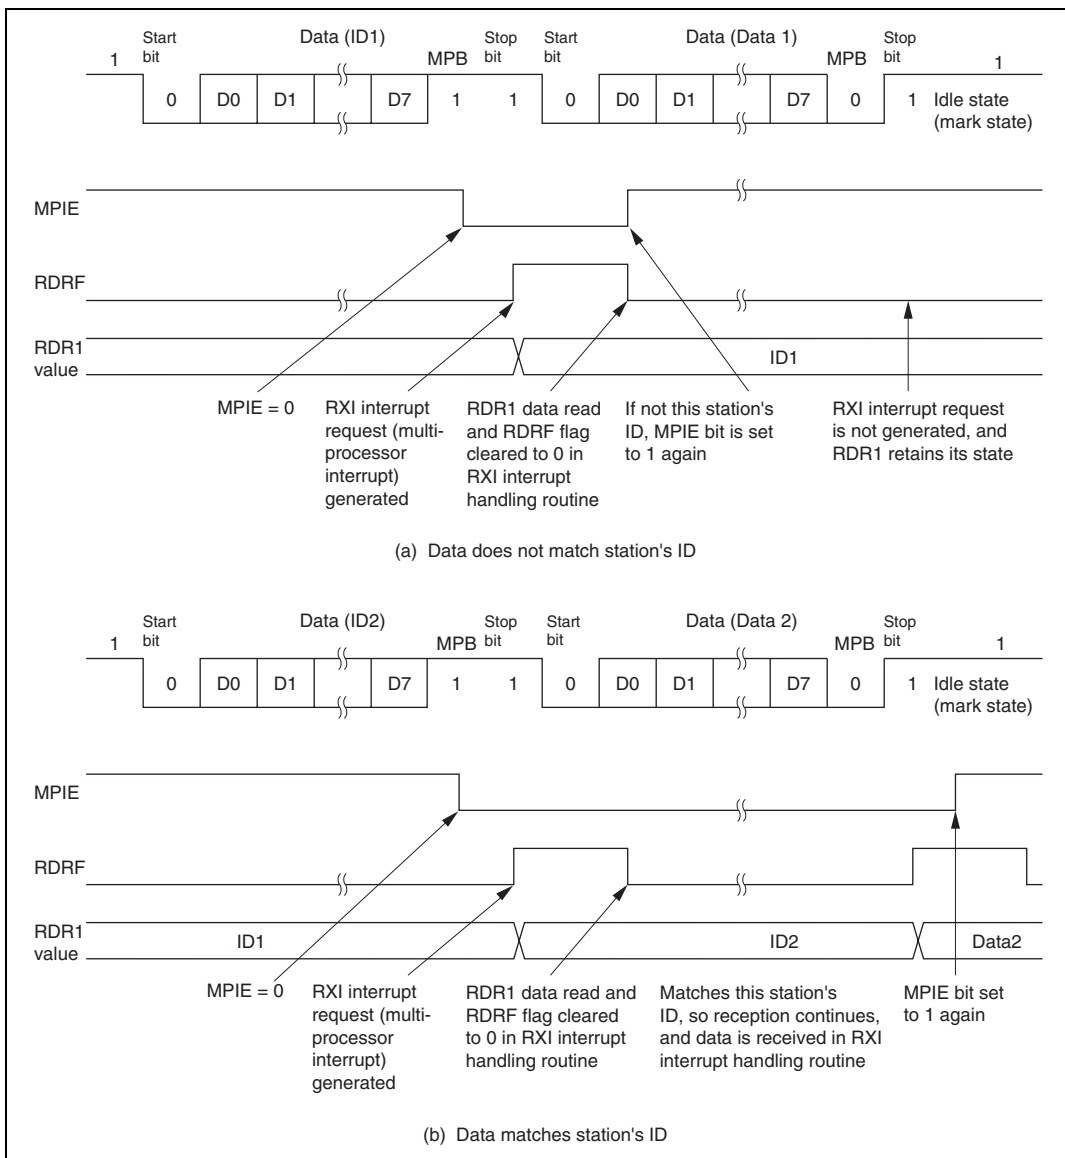 Start bit Data (ID1) MPB Stop bit Start bit Data (Data 1) MPB Stop bit
1 1
0 D0 D1 D7 1 1 0 D0 D1 D7 0 1 Idle state (mark state)
MPIE
RDRF
RDR1 value
ID1
MPIE = 0
RXI interrupt
request (multi-
processor
interrupt)
generated
RDR1 data read
and RDRF flag
cleared to 0 in
RXI interrupt
handling routine
If not this station's
ID, MPIE bit is set
to 1 again
RXI interrupt request
is not generated, and
RDR1 retains its state
(a) Data does not match station's ID
Start bit Data (ID2) MPB Stop bit Start bit Data (Data 2) MPB Stop bit
1 1
0 D0 D1 D7 1 1 0 D0 D1 D7 0 1 Idle state (mark state)
MPIE
RDRF
RDR1 value
ID1 ID2 Data2
MPIE = 0
RXI interrupt
request (multi-
processor
interrupt)
generated
RDR1 data read and
RDRF flag cleared
to 0 in RXI interrupt
handling routine
Matches this station's
ID, so reception continues,
and data is received in RXI
interrupt handling routine
MPIE bit set
to 1 again
(b) Data matches station's ID